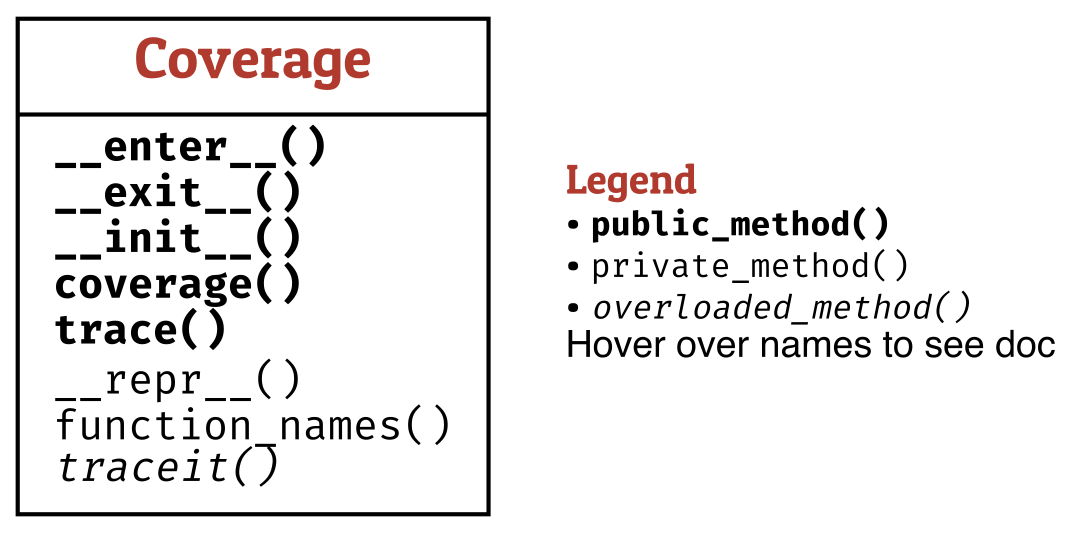 Coverage
__enter__()
__exit__()
__init__()
coverage()
trace()
__repr__()
function_names()
traceit()
Legend
• public_method()
• private_method()
• overloaded_method()
Hover over names to see doc